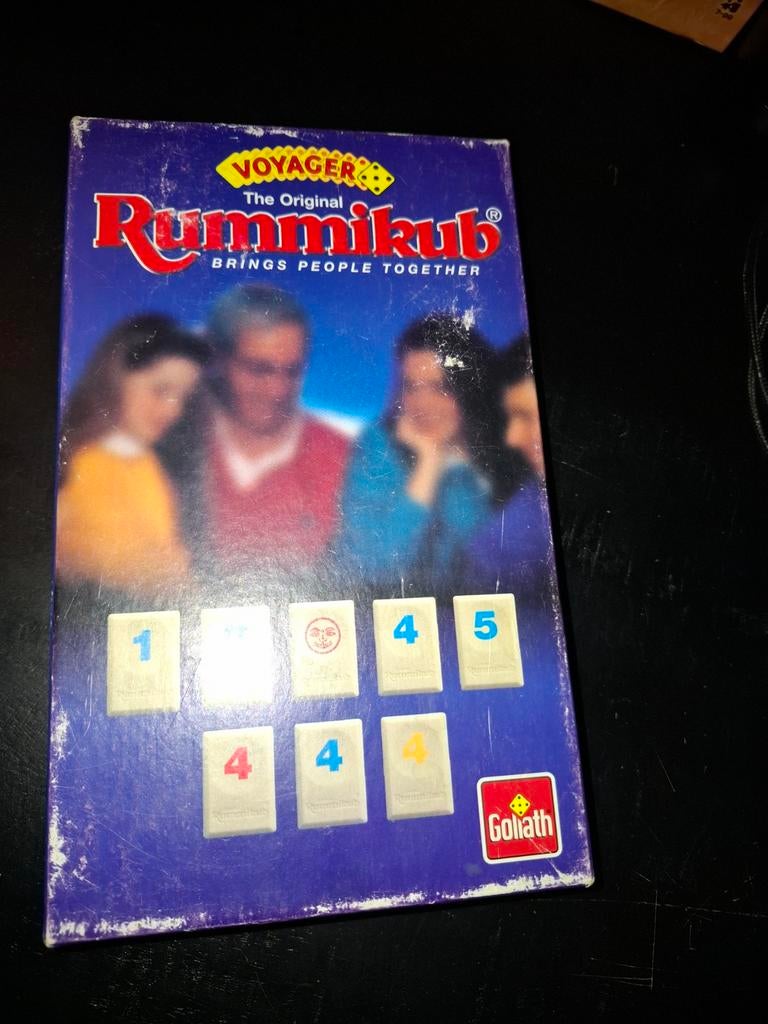 VOYAGER
The Original
Rummikub®
BRINGS PEOPLE TOGETHER
1 4 5
4 4 4
Goliath